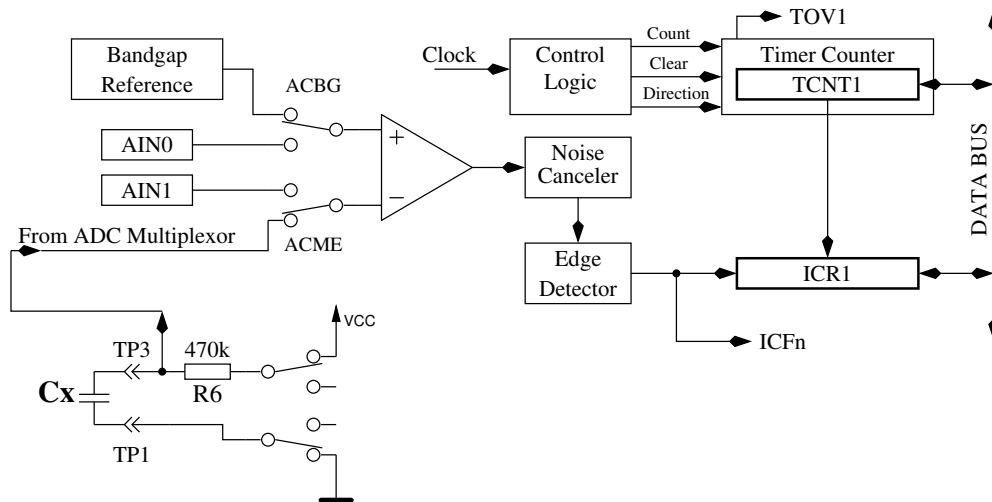 TOV1
Bandgap
Reference
ACBG
Clock
Control
Logic
Count
Clear
Direction
Timer Counter
TCNT1
AIN0
AIN1
+
−
Noise
Canceler
DATA BUS
From ADC Multiplexor
ACME
Edge
Detector
ICR1
ICFn
VCC
TP3
470k
R6
Cx
TP1